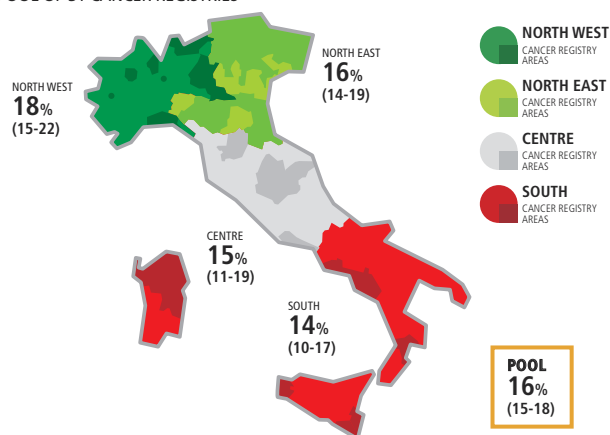 NORTH WEST
18%
(15-22)
NORTH EAST
16%
(14-19)
CENTRE
15%
(11-19)
SOUTH
14%
(10-17)
NORTH WEST
CANCER REGISTRY
AREAS
NORTH EAST
CANCER REGISTRY
AREAS
CENTRE
CANCER REGISTRY
AREAS
SOUTH
CANCER REGISTRY
AREAS
POOL
16%
(15-18)